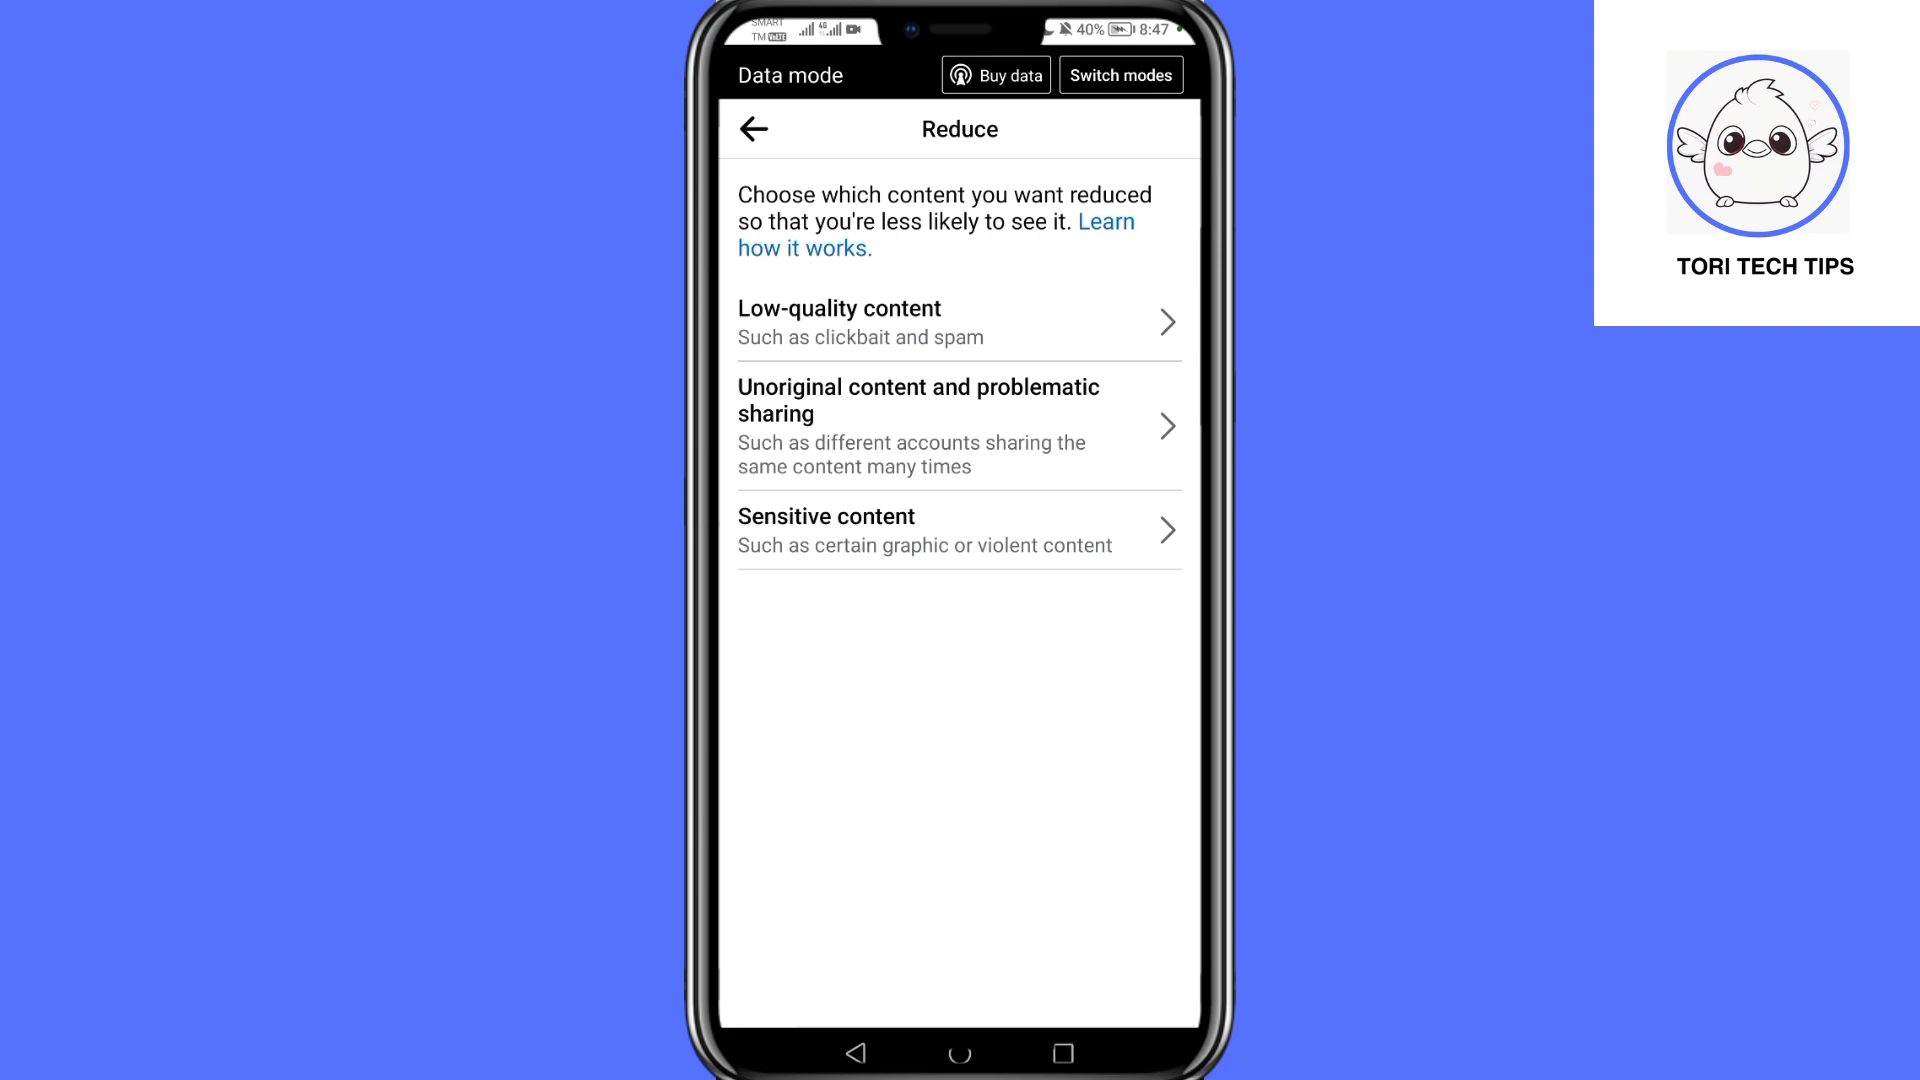 SMART
TM VoLTE 4G 40% 8:47
Data mode Buy data Switch modes
Reduce
Choose which content you want reduced
so that you're less likely to see it. Learn
how it works.
Low-quality content
Such as clickbait and spam
Unoriginal content and problematic
sharing
Such as different accounts sharing the
same content many times
Sensitive content
Such as certain graphic or violent content
TORI TECH TIPS